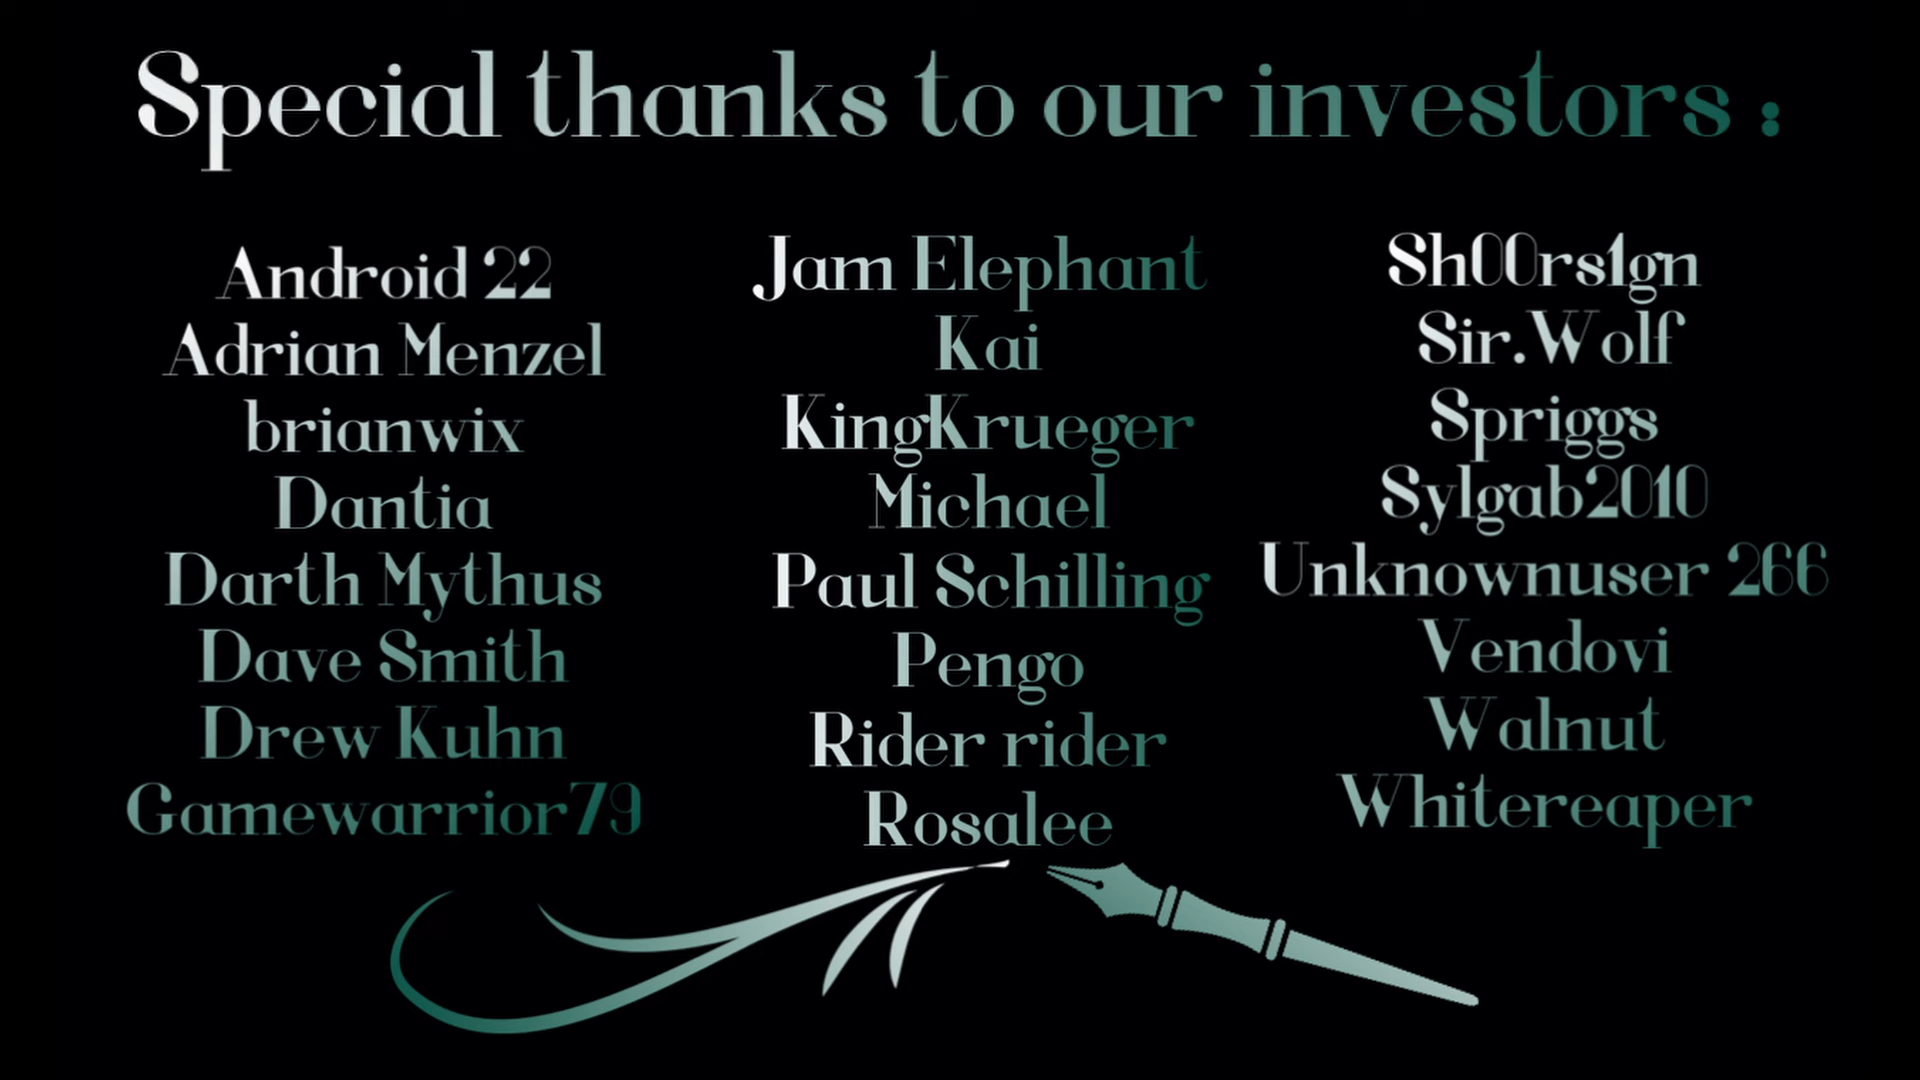 Special thanks to our investors :
Android 22
Adrian Menzel
brianwix
Dantia
Darth Mythus
Dave Smith
Drew Kuhn
Gamewarrior79
Jam Elephant
Kai
KingKrueger
Michael
Paul Schilling
Pengo
Rider rider
Rosalee
Sh00rs1gn
Sir.Wolf
Spriggs
Sylgab2010
Unknownuser 266
Vendovi
Walnut
Whitereaper